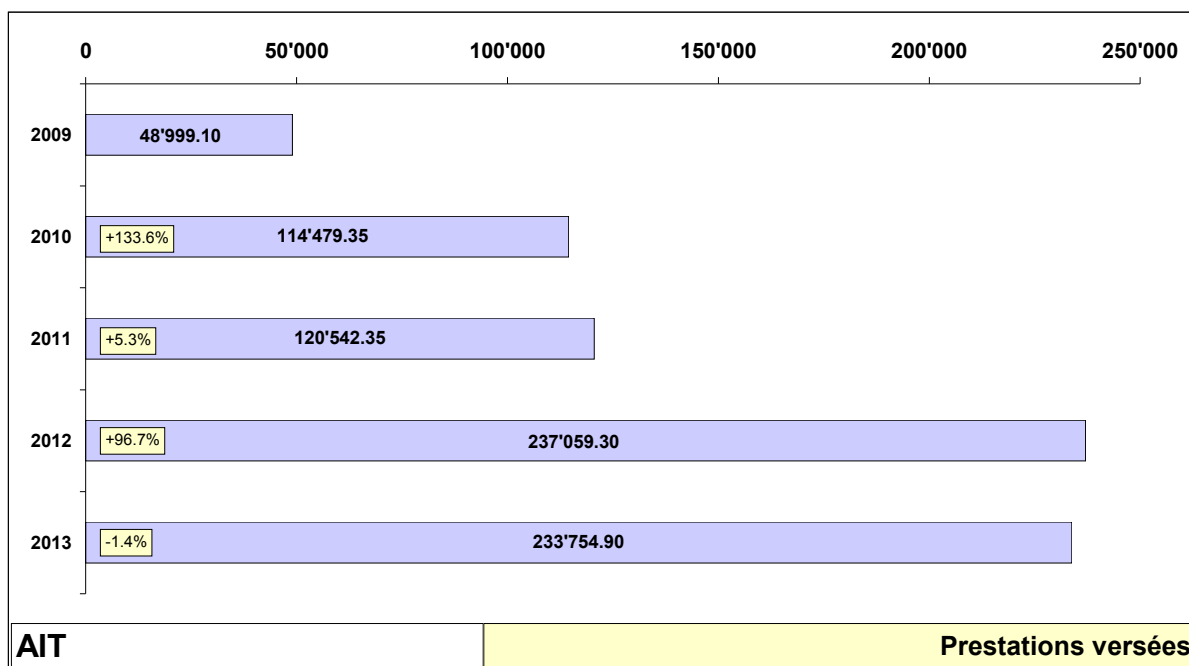 0 50'000 100'000 150'000 200'000 250'000
2009 48'999.10
2010 +133.6% 114'479.35
2011 +5.3% 120'542.35
2012 +96.7% 237'059.30
2013 -1.4% 233'754.90
AIT Prestations versées